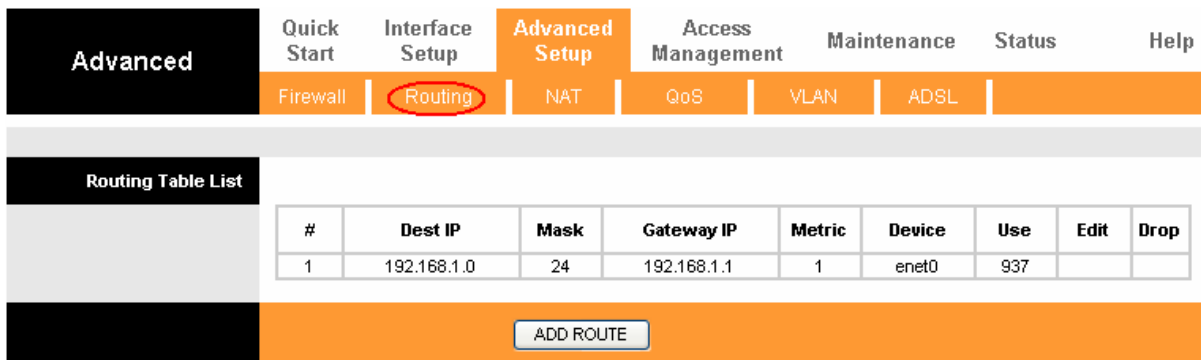 Advanced
Quick Start
Interface Setup
Advanced Setup
Access Management
Maintenance
Status
Help
Firewall Routing NAT QoS VLAN ADSL
Routing Table List
# Dest IP Mask Gateway IP Metric Device Use Edit Drop
1 192.168.1.0 24 192.168.1.1 1 enet0 937
ADD ROUTE